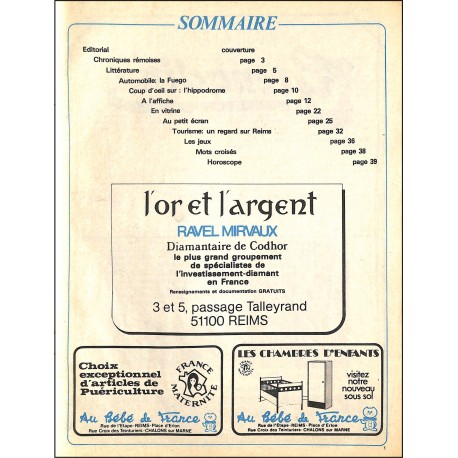 SOMMAIRE
Editorial couverture
Chroniques rémoises page 3
Littérature page 5
Automobile: la Fuego page 8
Coup d'oeil sur : l'hippodrome page 10
A l'affiche page 12
En vitrine page 22
Au petit écran page 25
Tourisme: un regard sur Reims page 32
Les jeux page 36
Mots croisés page 38
Horoscope page 39
l'or et l'argent
RAVEL MIRVAUX
Diamantaire de Codhor
le plus grand groupement
de spécialistes de
l'investissement-diamant
en France
Renseignements et documentation GRATUITS
3 et 5, passage Talleyrand
51100 REIMS
Choix
exceptionnel
d'articles de
Puériculture
FRANCE
MATERNITÉ
Au Bébé de France
Rue de l'Etape-REIMS-Place d'Erlon
Rue Croix des Teinturiers-CHALONS sur MARNE
LES CHAMBRES D'ENFANTS
visitez
notre
nouveau
sous sol
Au Bébé de France
Rue de l'Etape-REIMS-Place d'Erlon
Rue Croix des Teinturiers-CHALONS sur MARNE